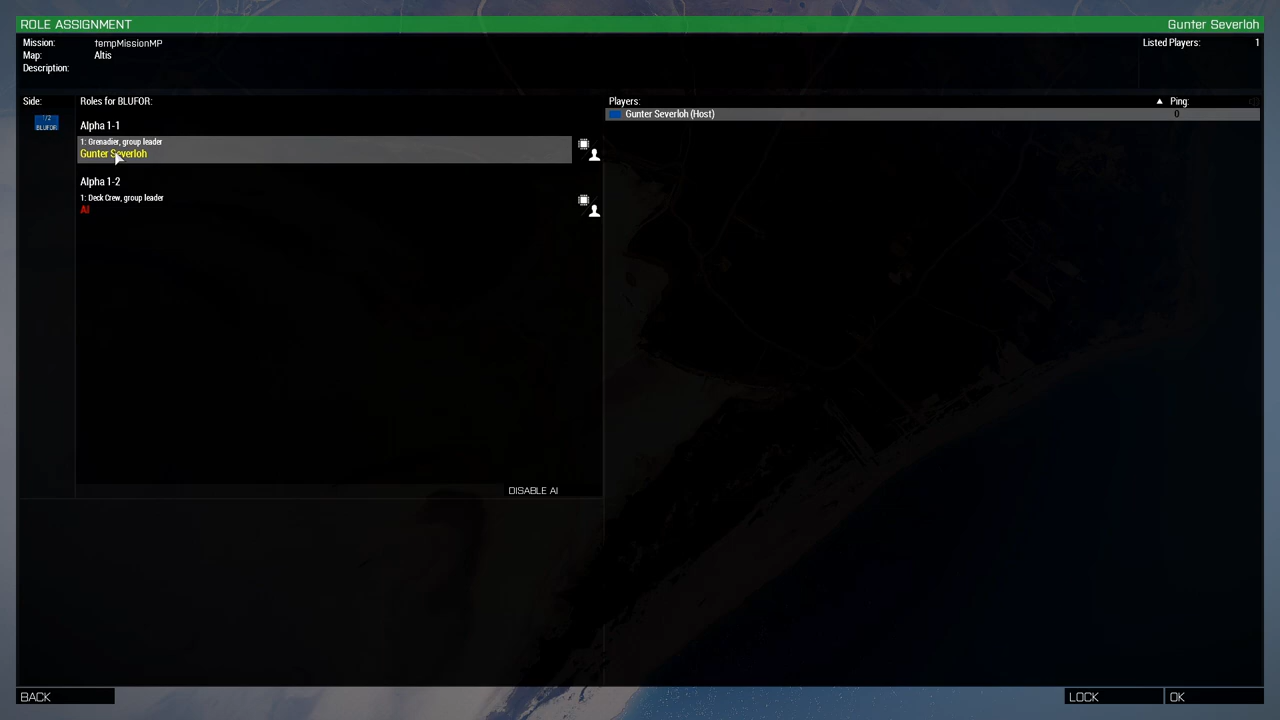 ROLE ASSIGNMENT
Gunter Severloh
Mission: tempMissionMP
Listed Players: 1
Map: Altis
Description:
Side:
Roles for BLUFOR:
Players:
Ping:
1/2
BLUFOR
Gunter Severloh (Host)
0
Alpha 1-1
1: Grenadier, group leader
Gunter Severloh
Alpha 1-2
1: Deck Crew, group leader
AI
DISABLE AI
BACK
LOCK
OK